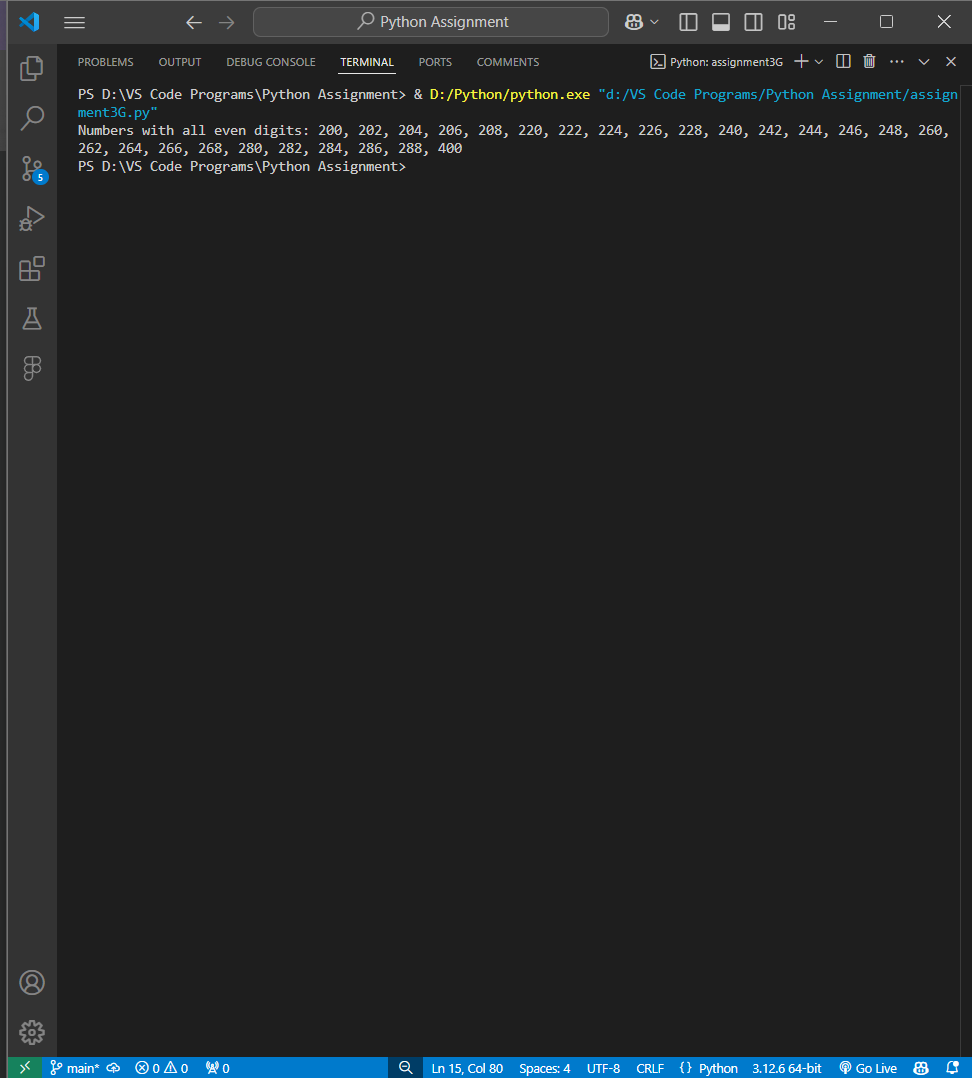 Python Assignment
PROBLEMS OUTPUT DEBUG CONSOLE TERMINAL PORTS COMMENTS Python: assignment3G
PS D:\VS Code Programs\Python Assignment> & D:/Python/python.exe "d:/VS Code Programs/Python Assignment/assign
ment3G.py"
Numbers with all even digits: 200, 202, 204, 206, 208, 220, 222, 224, 226, 228, 240, 242, 244, 246, 248, 260,
262, 264, 266, 268, 280, 282, 284, 286, 288, 400
PS D:\VS Code Programs\Python Assignment>
5
main* 0 0 0 Ln 15, Col 80 Spaces: 4 UTF-8 CRLF {} Python 3.12.6 64-bit Go Live